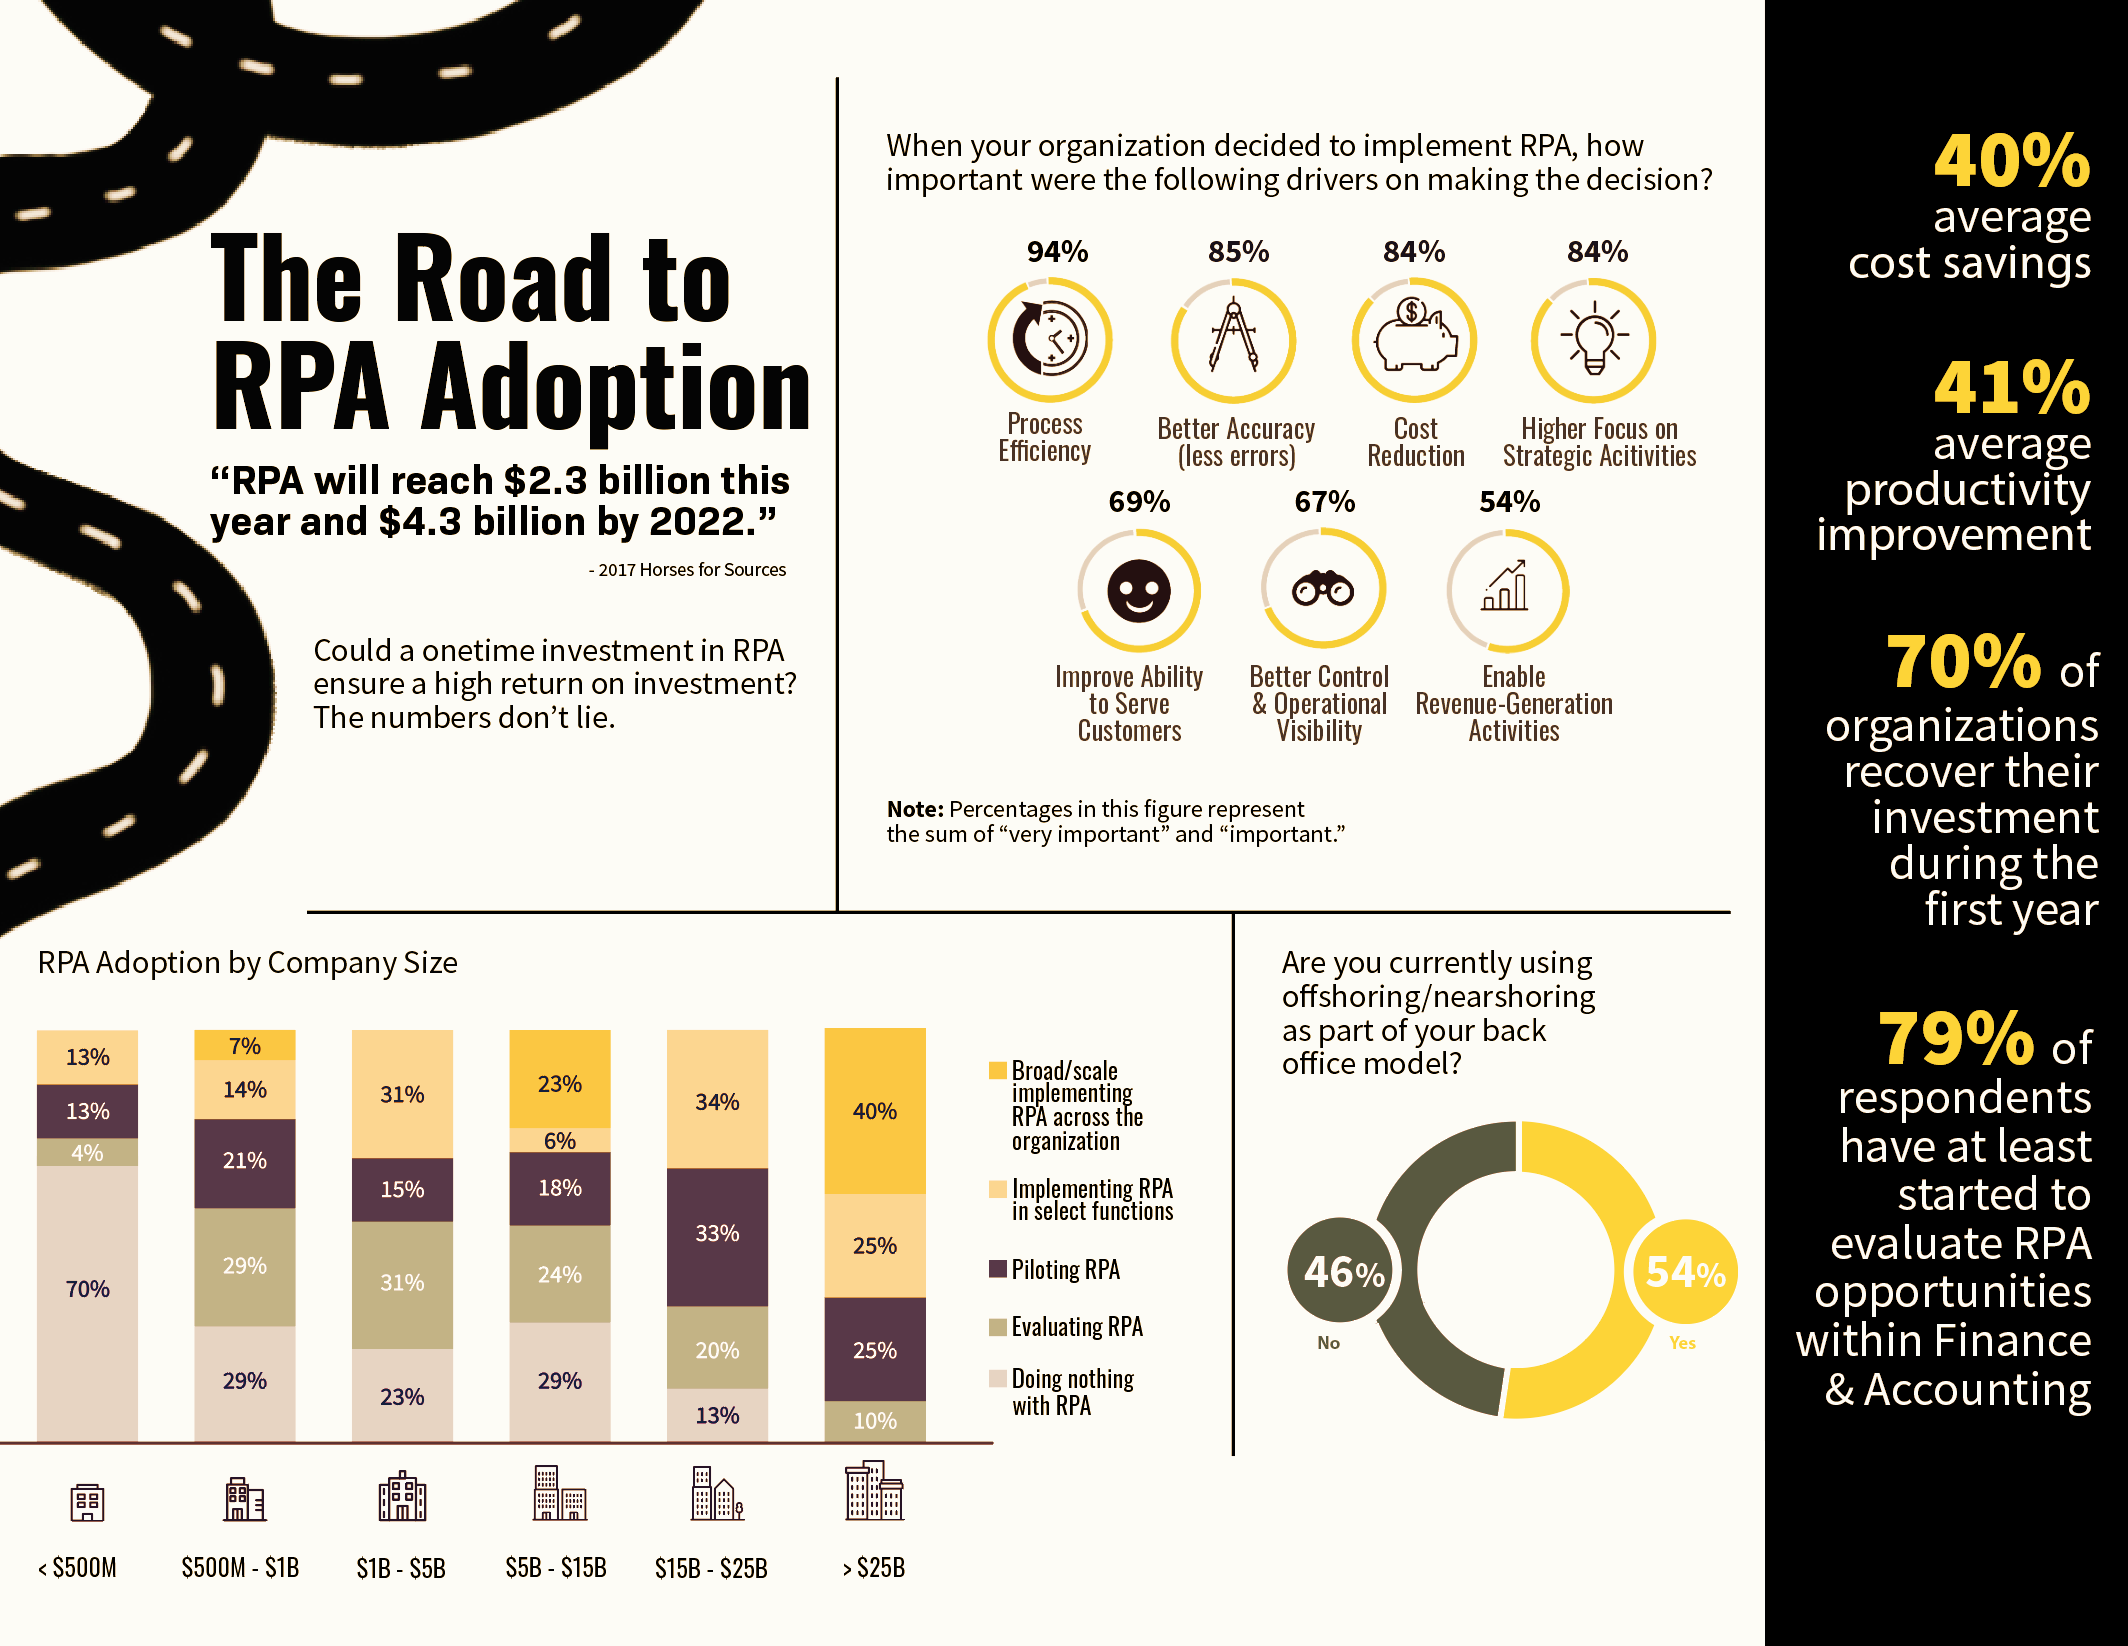 The Road to
RPA Adoption
“RPA will reach $2.3 billion this
year and $4.3 billion by 2022.”
- 2017 Horses for Sources
Could a onetime investment in RPA
ensure a high return on investment?
The numbers don’t lie.
When your organization decided to implement RPA, how
important were the following drivers on making the decision?
94%
Process
Efficiency
85%
Better Accuracy
(less errors)
84%
Cost
Reduction
84%
Higher Focus on
Strategic Acitivities
69%
Improve Ability
to Serve
Customers
67%
Better Control
& Operational
Visibility
54%
Enable
Revenue-Generation
Activities
Note: Percentages in this figure represent
the sum of “very important” and “important.”
RPA Adoption by Company Size
13%
13%
4%
70%
< $500M
7%
14%
21%
29%
29%
$500M - $1B
31%
15%
31%
23%
$1B - $5B
23%
6%
18%
24%
29%
$5B - $15B
34%
33%
20%
13%
$15B - $25B
40%
25%
25%
10%
> $25B
Broad/scale
implementing
RPA across the
organization
Implementing RPA
in select functions
Piloting RPA
Evaluating RPA
Doing nothing
with RPA
Are you currently using
offshoring/nearshoring
as part of your back
office model?
46%
No
54%
Yes
40%
average
cost savings
41%
average
productivity
improvement
70% of
organizations
recover their
investment
during the
first year
79% of
respondents
have at least
started to
evaluate RPA
opportunities
within Finance
& Accounting